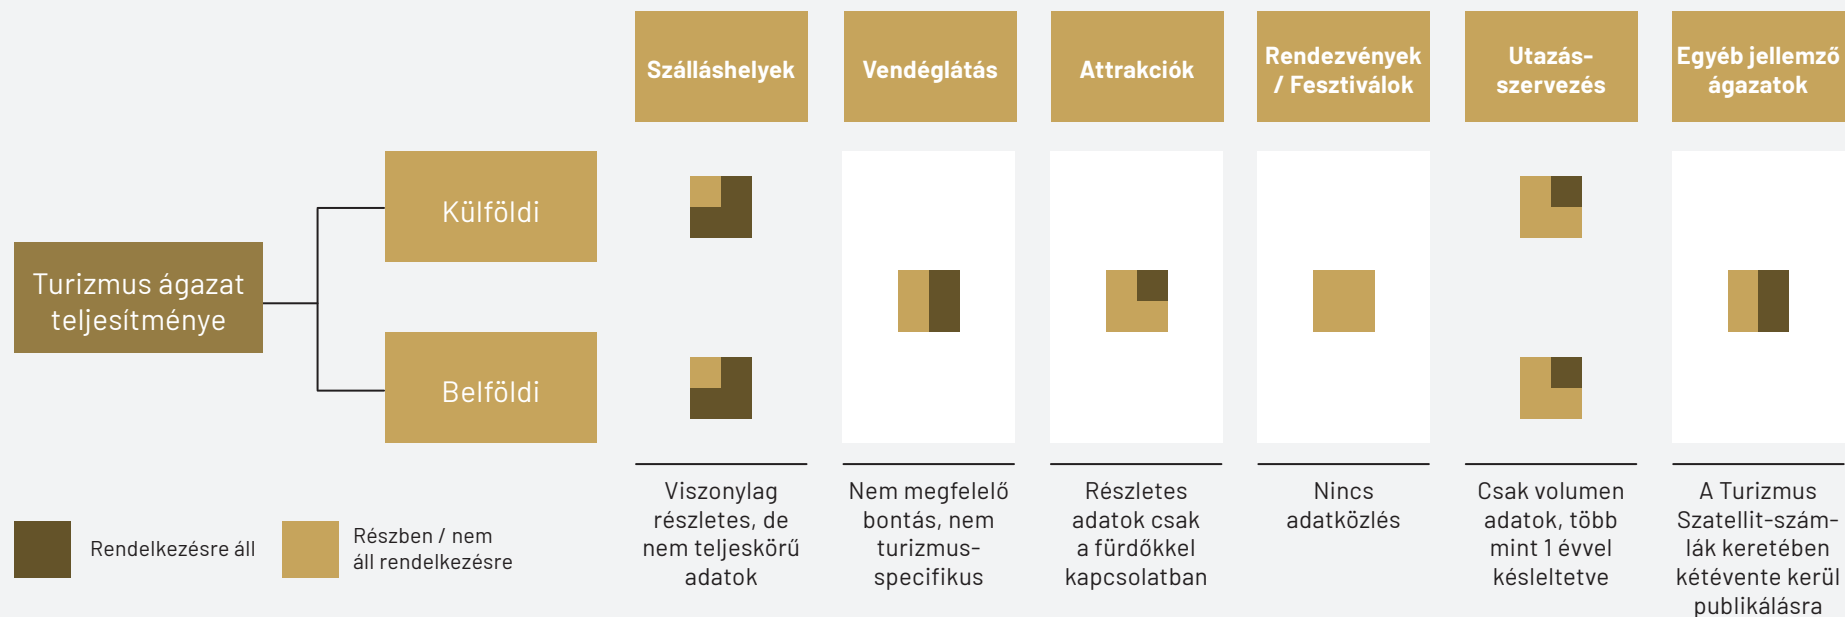 Szálláshelyek
Vendéglátás
Attrakciók
Rendezvények
/ Fesztiválok
Utazás-
szervezés
Egyéb jellemző
ágazatok
Turizmus ágazat
teljesítménye
Külföldi
Belföldi
Viszonylag
részletes, de
nem teljeskörű
adatok
Nem megfelelő
bontás, nem
turizmus-
specifikus
Részletes
adatok csak
a fürdőkkel
kapcsolatban
Nincs
adatközlés
Csak volumen
adatok, több
mint 1 évvel
késleltetve
A Turizmus
Szatellit-szám-
lák keretében
kétévente kerül
publikálásra
Rendelkezésre áll
Részben / nem
áll rendelkezésre